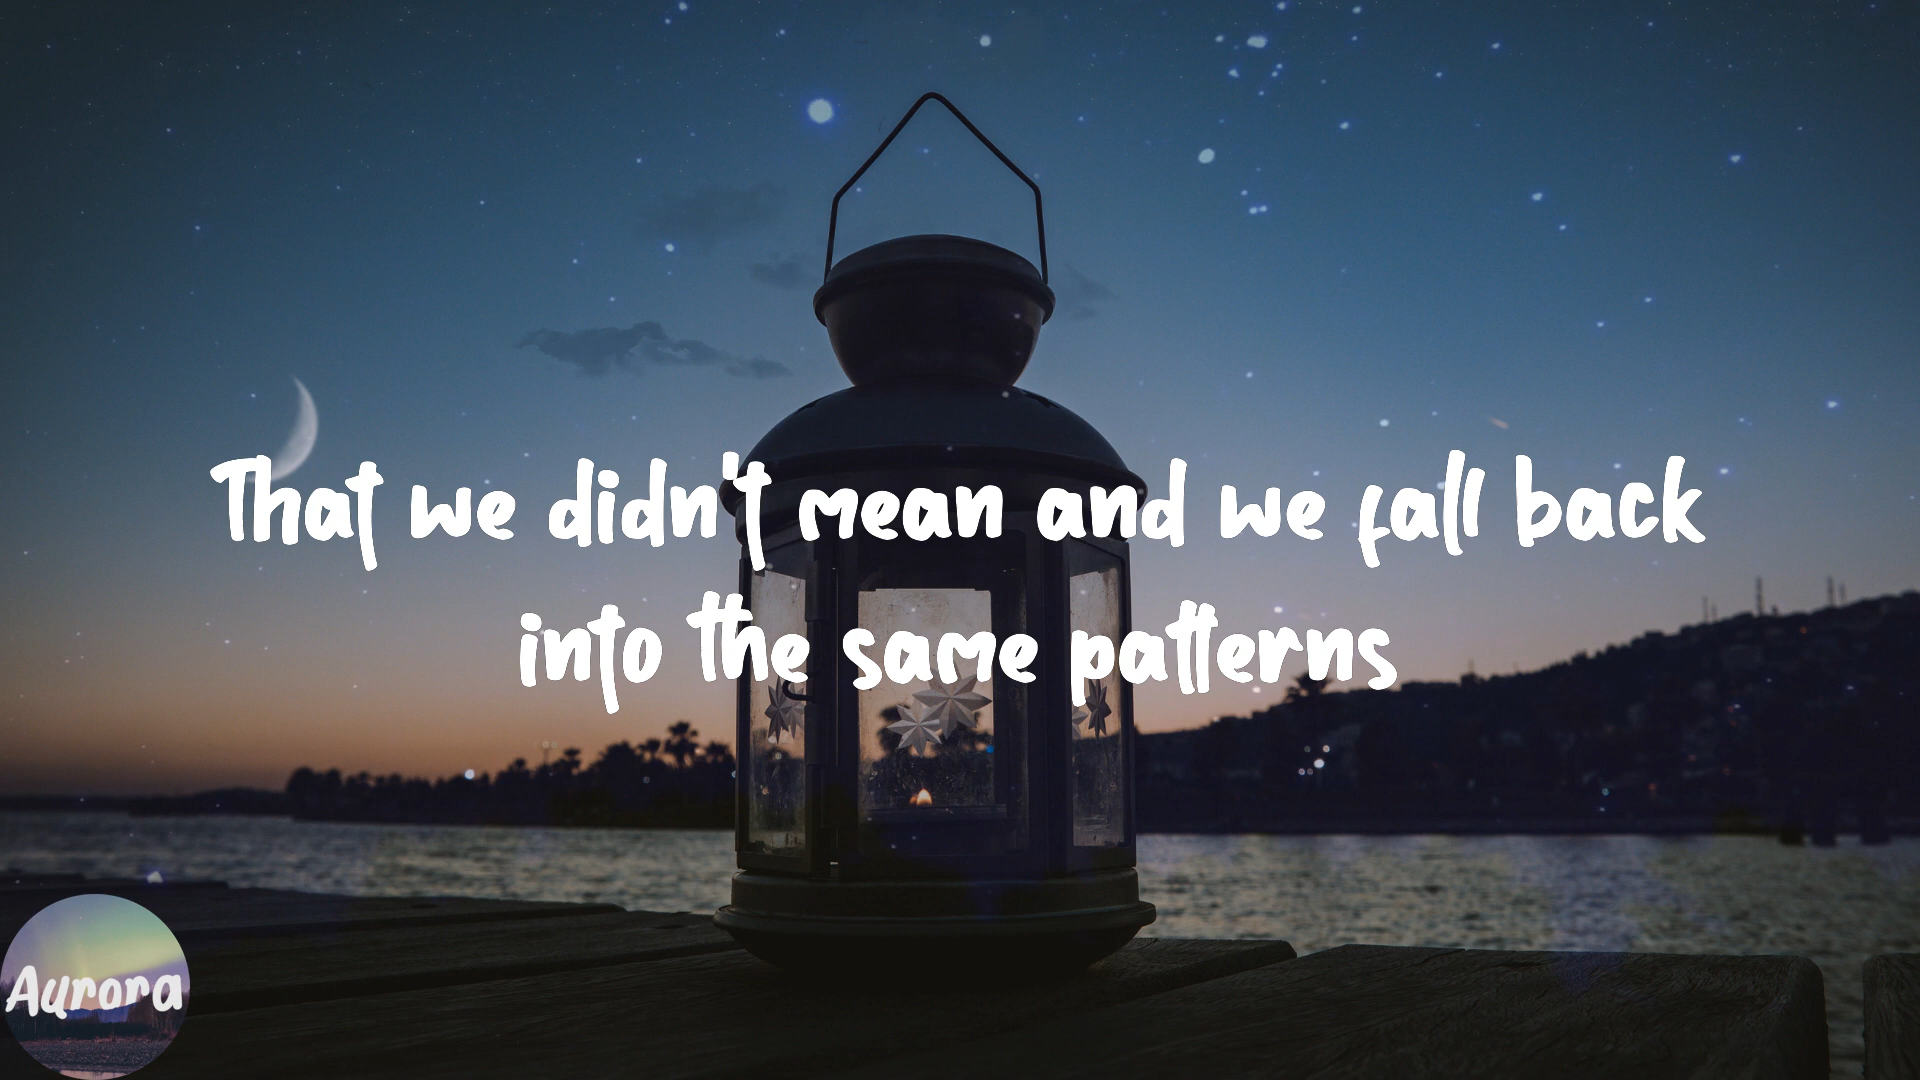 That we didn't mean and we fall back
into the same patterns
Aurora